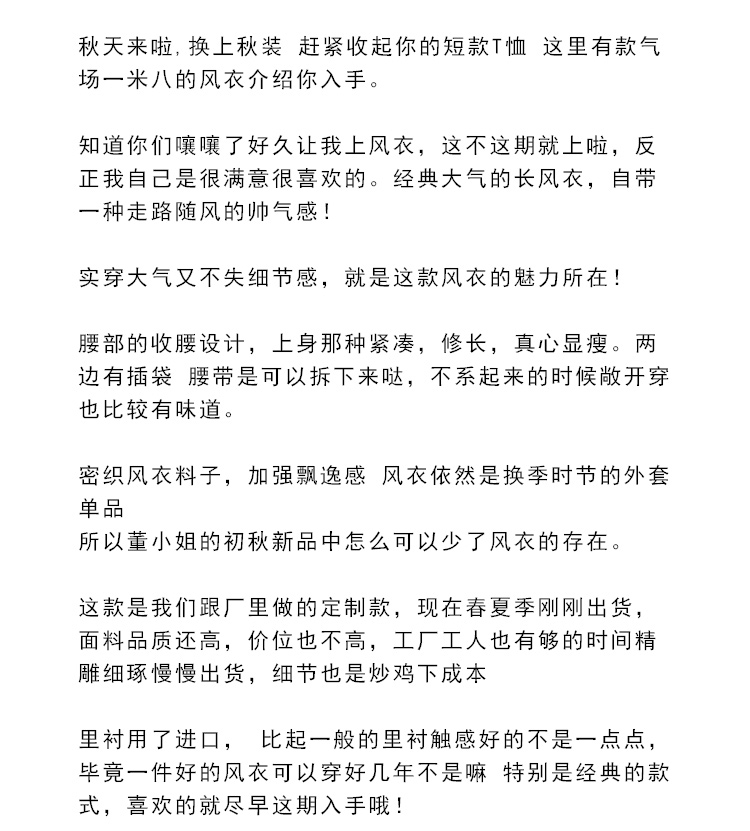 秋天来啦,换上秋装 赶紧收起你的短款T恤 这里有款气
场一米八的风衣介绍你入手。
知道你们嚷嚷了好久让我上风衣，这不这期就上啦，反
正我自己是很满意很喜欢的。经典大气的长风衣，自带
一种走路随风的帅气感！
实穿大气又不失细节感，就是这款风衣的魅力所在！
腰部的收腰设计，上身那种紧凑，修长，真心显瘦。两
边有插袋 腰带是可以拆下来哒，不系起来的时候敞开穿
也比较有味道。
密织风衣料子，加强飘逸感 风衣依然是换季时节的外套
单品
所以董小姐的初秋新品中怎么可以少了风衣的存在。
这款是我们跟厂里做的定制款，现在春夏季刚刚出货，
面料品质还高，价位也不高，工厂工人也有够的时间精
雕细琢慢慢出货，细节也是炒鸡下成本
里衬用了进口， 比起一般的里衬触感好的不是一点点，
毕竟一件好的风衣可以穿好几年不是嘛 特别是经典的款
式，喜欢的就尽早这期入手哦！